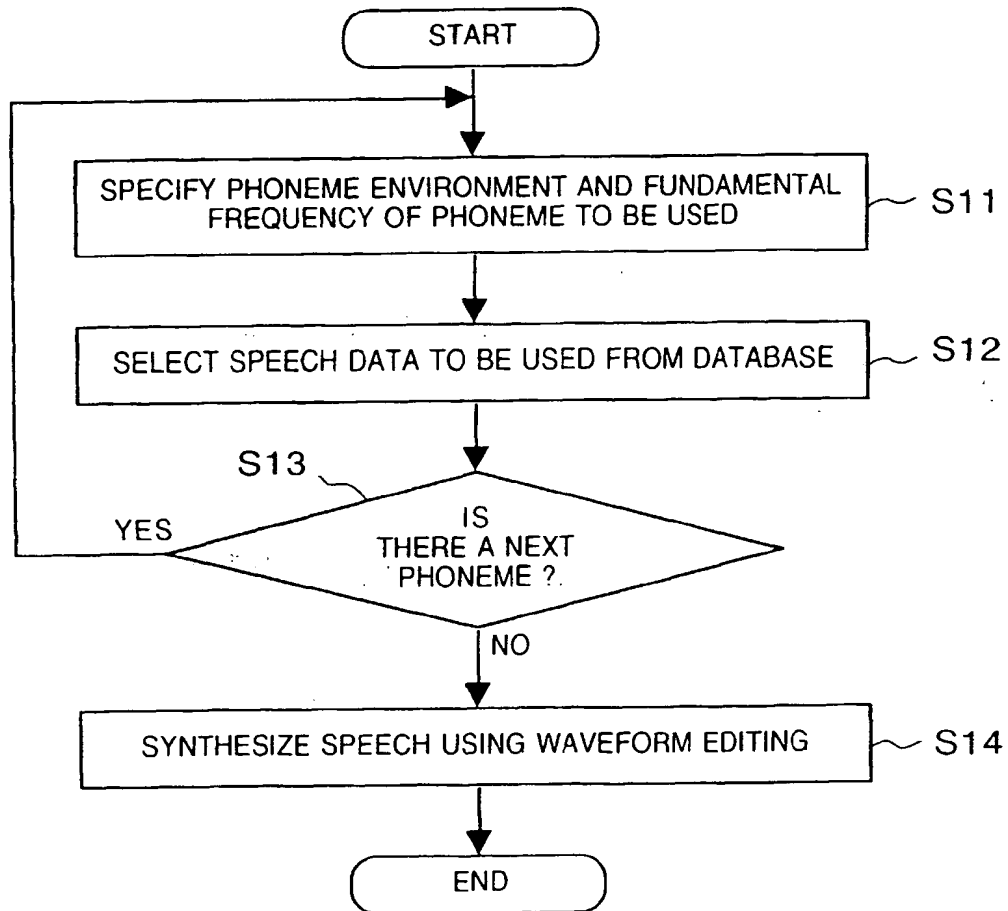 START
SPECIFY PHONEME ENVIRONMENT AND FUNDAMENTAL
FREQUENCY OF PHONEME TO BE USED
S11
SELECT SPEECH DATA TO BE USED FROM DATABASE
S12
S13
YES
IS
THERE A NEXT
PHONEME ?
NO
SYNTHESIZE SPEECH USING WAVEFORM EDITING
S14
END